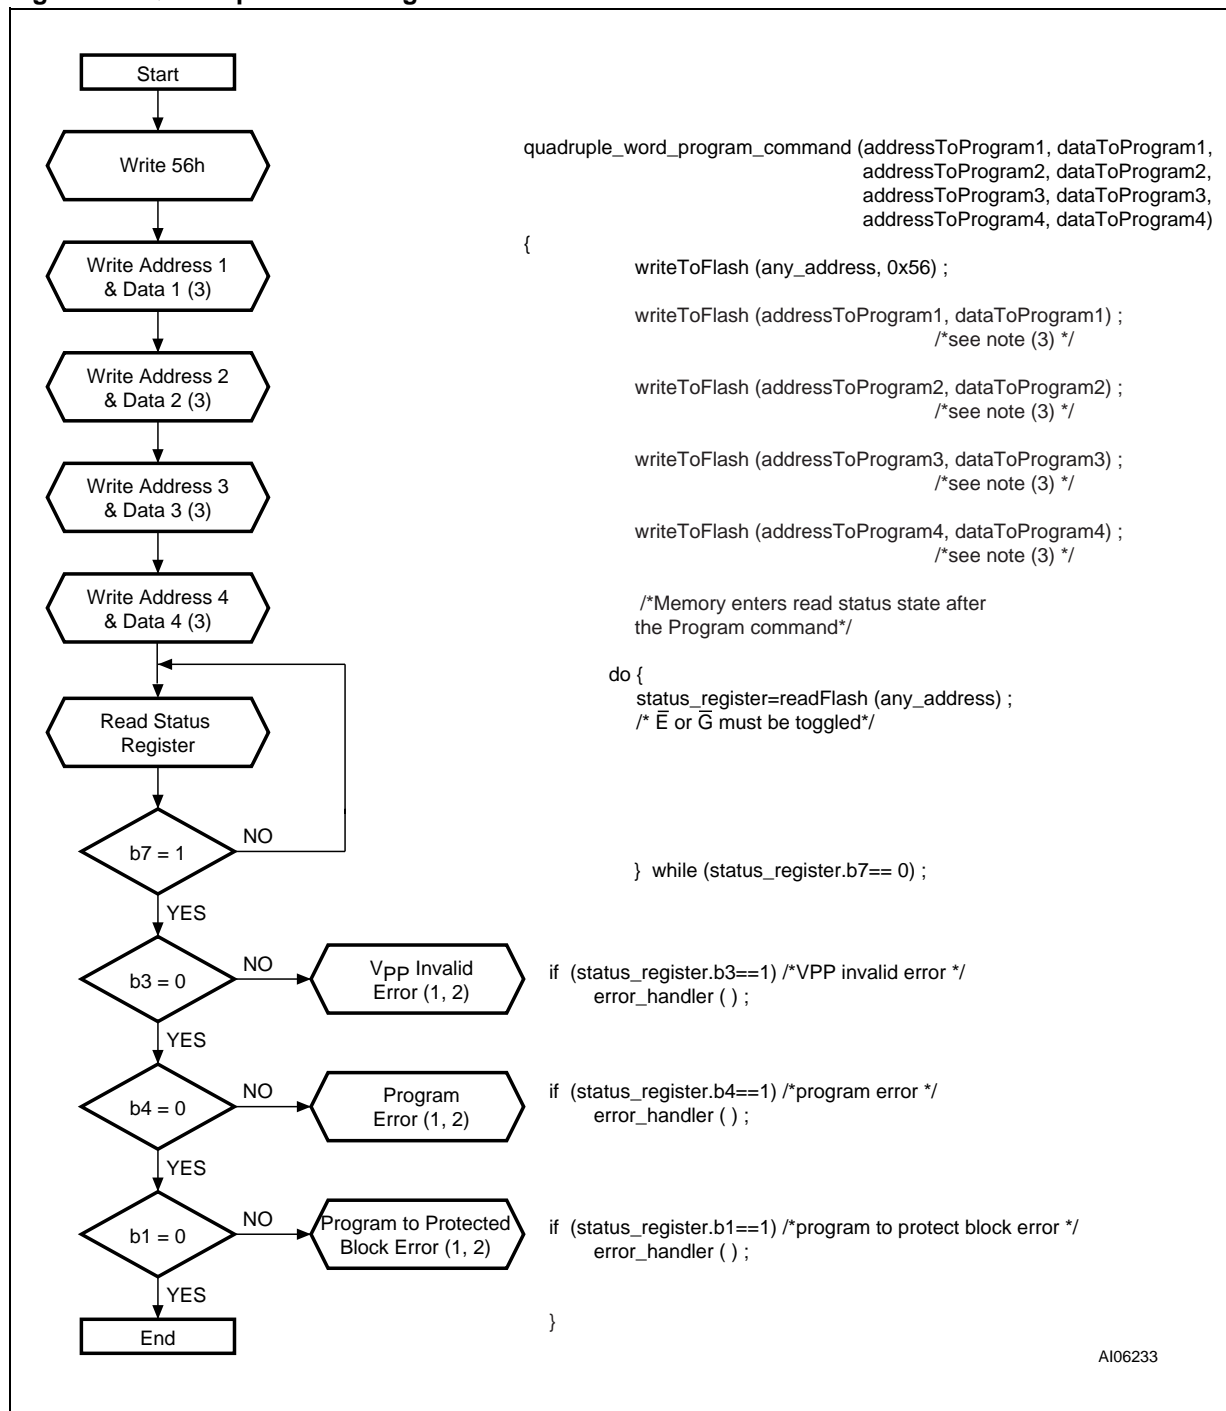 Start
Write 56h
Write Address 1
& Data 1 (3)
Write Address 2
& Data 2 (3)
Write Address 3
& Data 3 (3)
Write Address 4
& Data 4 (3)
Read Status
Register
b7 = 1
NO
YES
b3 = 0
NO
VPP Invalid
Error (1, 2)
YES
b4 = 0
NO
Program
Error (1, 2)
YES
b1 = 0
NO
Program to Protected
Block Error (1, 2)
YES
End
quadruple_word_program_command (addressToProgram1, dataToProgram1,
addressToProgram2, dataToProgram2,
addressToProgram3, dataToProgram3,
addressToProgram4, dataToProgram4)
{
writeToFlash (any_address, 0x56) ;
writeToFlash (addressToProgram1, dataToProgram1) ;
/*see note (3) */
writeToFlash (addressToProgram2, dataToProgram2) ;
/*see note (3) */
writeToFlash (addressToProgram3, dataToProgram3) ;
/*see note (3) */
writeToFlash (addressToProgram4, dataToProgram4) ;
/*see note (3) */
/*Memory enters read status state after
the Program command*/
do {
status_register=readFlash (any_address) ;
/* E̅ or G̅ must be toggled*/
} while (status_register.b7== 0) ;
if (status_register.b3==1) /*VPP invalid error */
error_handler ( ) ;
if (status_register.b4==1) /*program error */
error_handler ( ) ;
if (status_register.b1==1) /*program to protect block error */
error_handler ( ) ;
}
AI06233